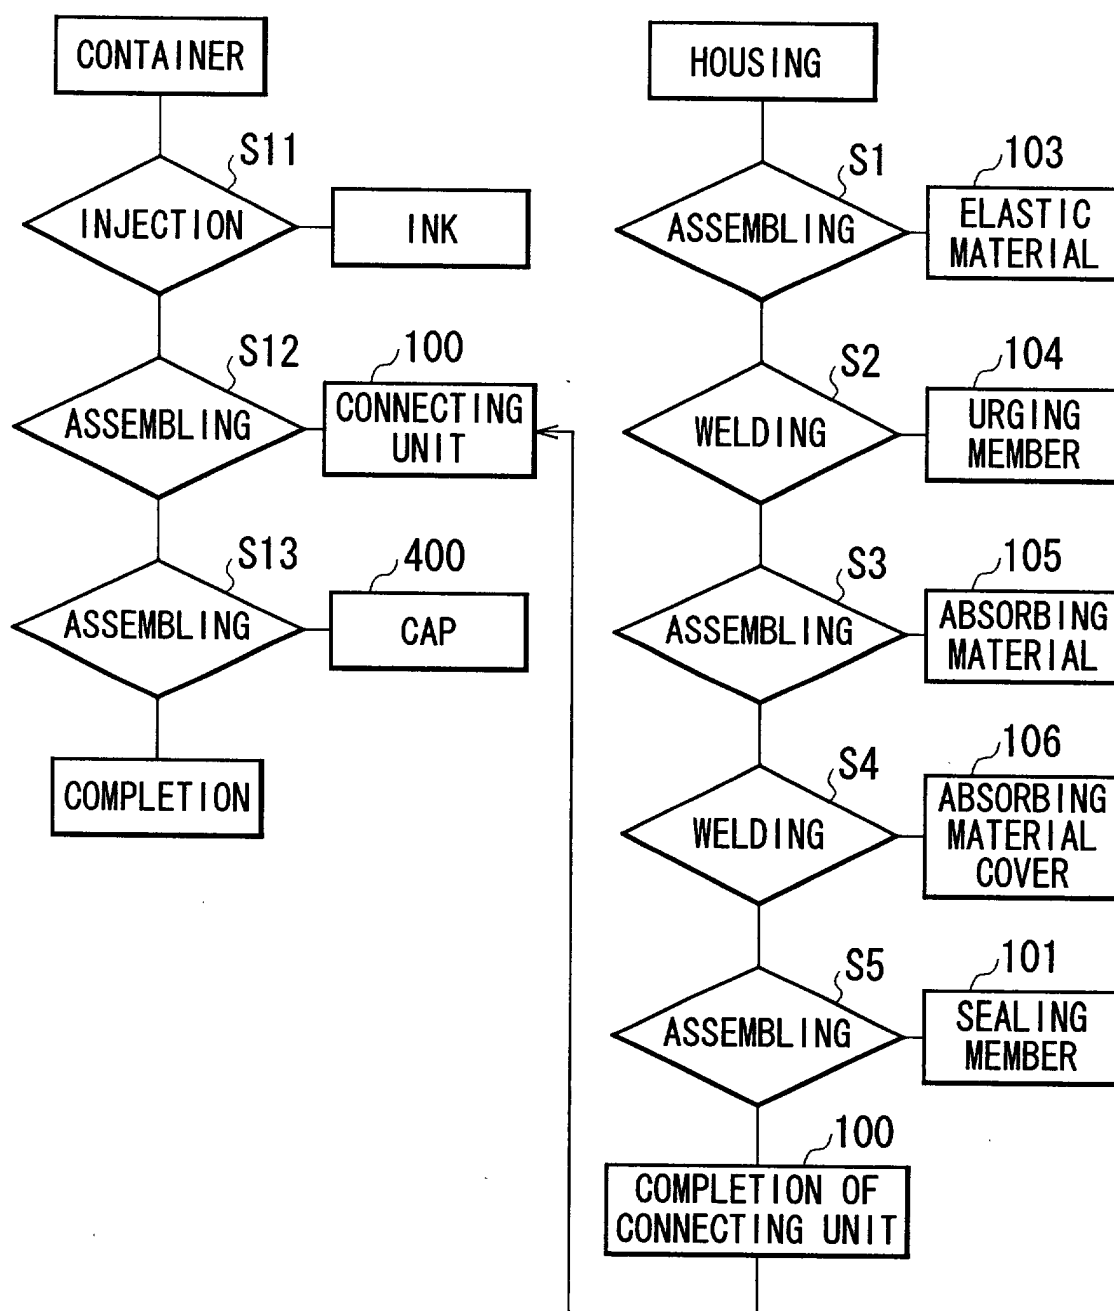 CONTAINER
S11
INJECTION
INK
S12
ASSEMBLING
100
CONNECTING
UNIT
S13
ASSEMBLING
400
CAP
COMPLETION
HOUSING
S1
ASSEMBLING
103
ELASTIC
MATERIAL
S2
WELDING
104
URGING
MEMBER
S3
ASSEMBLING
105
ABSORBING
MATERIAL
S4
WELDING
106
ABSORBING
MATERIAL
COVER
S5
ASSEMBLING
101
SEALING
MEMBER
100
COMPLETION OF
CONNECTING UNIT